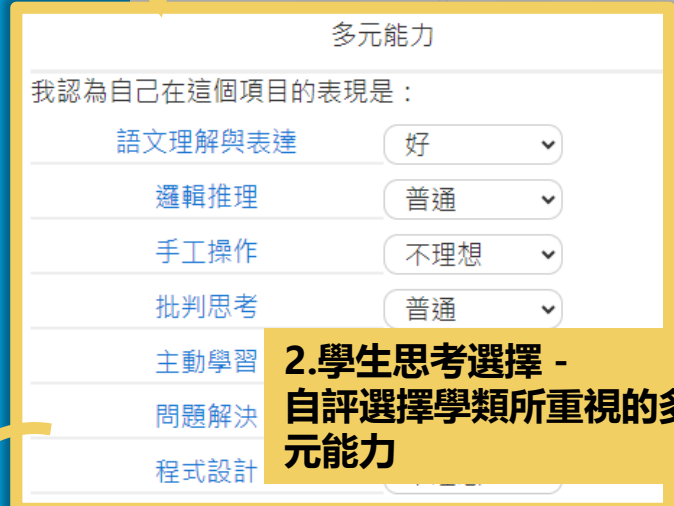 多元能力
我認為自己在這個項目的表現是：
語文理解與表達 好
邏輯推理 普通
手工操作 不理想
批判思考 普通
主動學習
問題解決
程式設計
2.學生思考選擇 -
自評選擇學類所重視的多
元能力